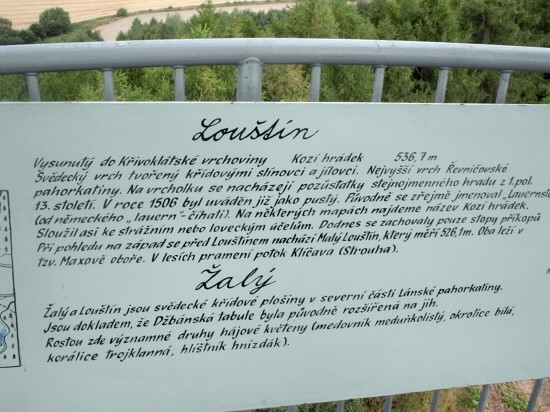 Louštín
Vysunutý do Křivoklátské vrchoviny Kozí hrádek 536,7 m
Švédecký vrch tvořený křídovými slínovci a jílovci. Nejvyšší vrch Řevničovské
pahorkatiny. Na vrcholku se nacházejí pozůstatky stejnojmenného hradu z 1. pol.
13. století. V roce 1506 byl uváděn již jako pustý. Původně se zřejmě jmenoval „Lauernst
(od německého „lauern"- číhati). Na některých mapách najdeme název Kozí hrádek.
Sloužil asi ke strážním nebo loveckým účelům. Dodnes se zachovaly pouze stopy příkopů
Při pohledu na západ se před Louštínem nachází Malý Louštín, který měří 526,1m. Oba leží v
tzv. Maxově oboře. V lesích pramení potok Klíčava (Strouha).
Žalý
Žalý a Louštín jsou svědecké křídové plošiny v severní části Lánské pahorkatiny.
Jsou dokladem, že Džbánská tabule byla původně rozšířená na jih.
Rostou zde významné druhy hájové květeny (medovník meduňkolistý, okrotice bílá,
korálice trojklanná, hlístník hnízdák).